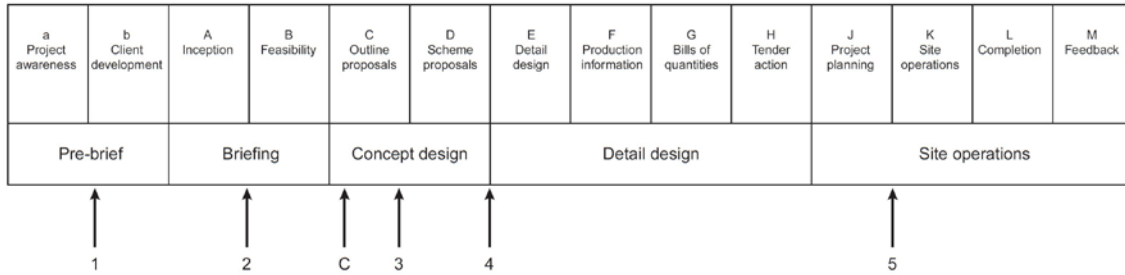 a
Project
awareness
b
Client
development
A
Inception
B
Feasibility
C
Outline
proposals
D
Scheme
proposals
E
Detail
design
F
Production
information
G
Bills of
quantities
H
Tender
action
J
Project
planning
K
Site
operations
L
Completion
M
Feedback
Pre-brief
Briefing
Concept design
Detail design
Site operations
1
2
C
3
4
5